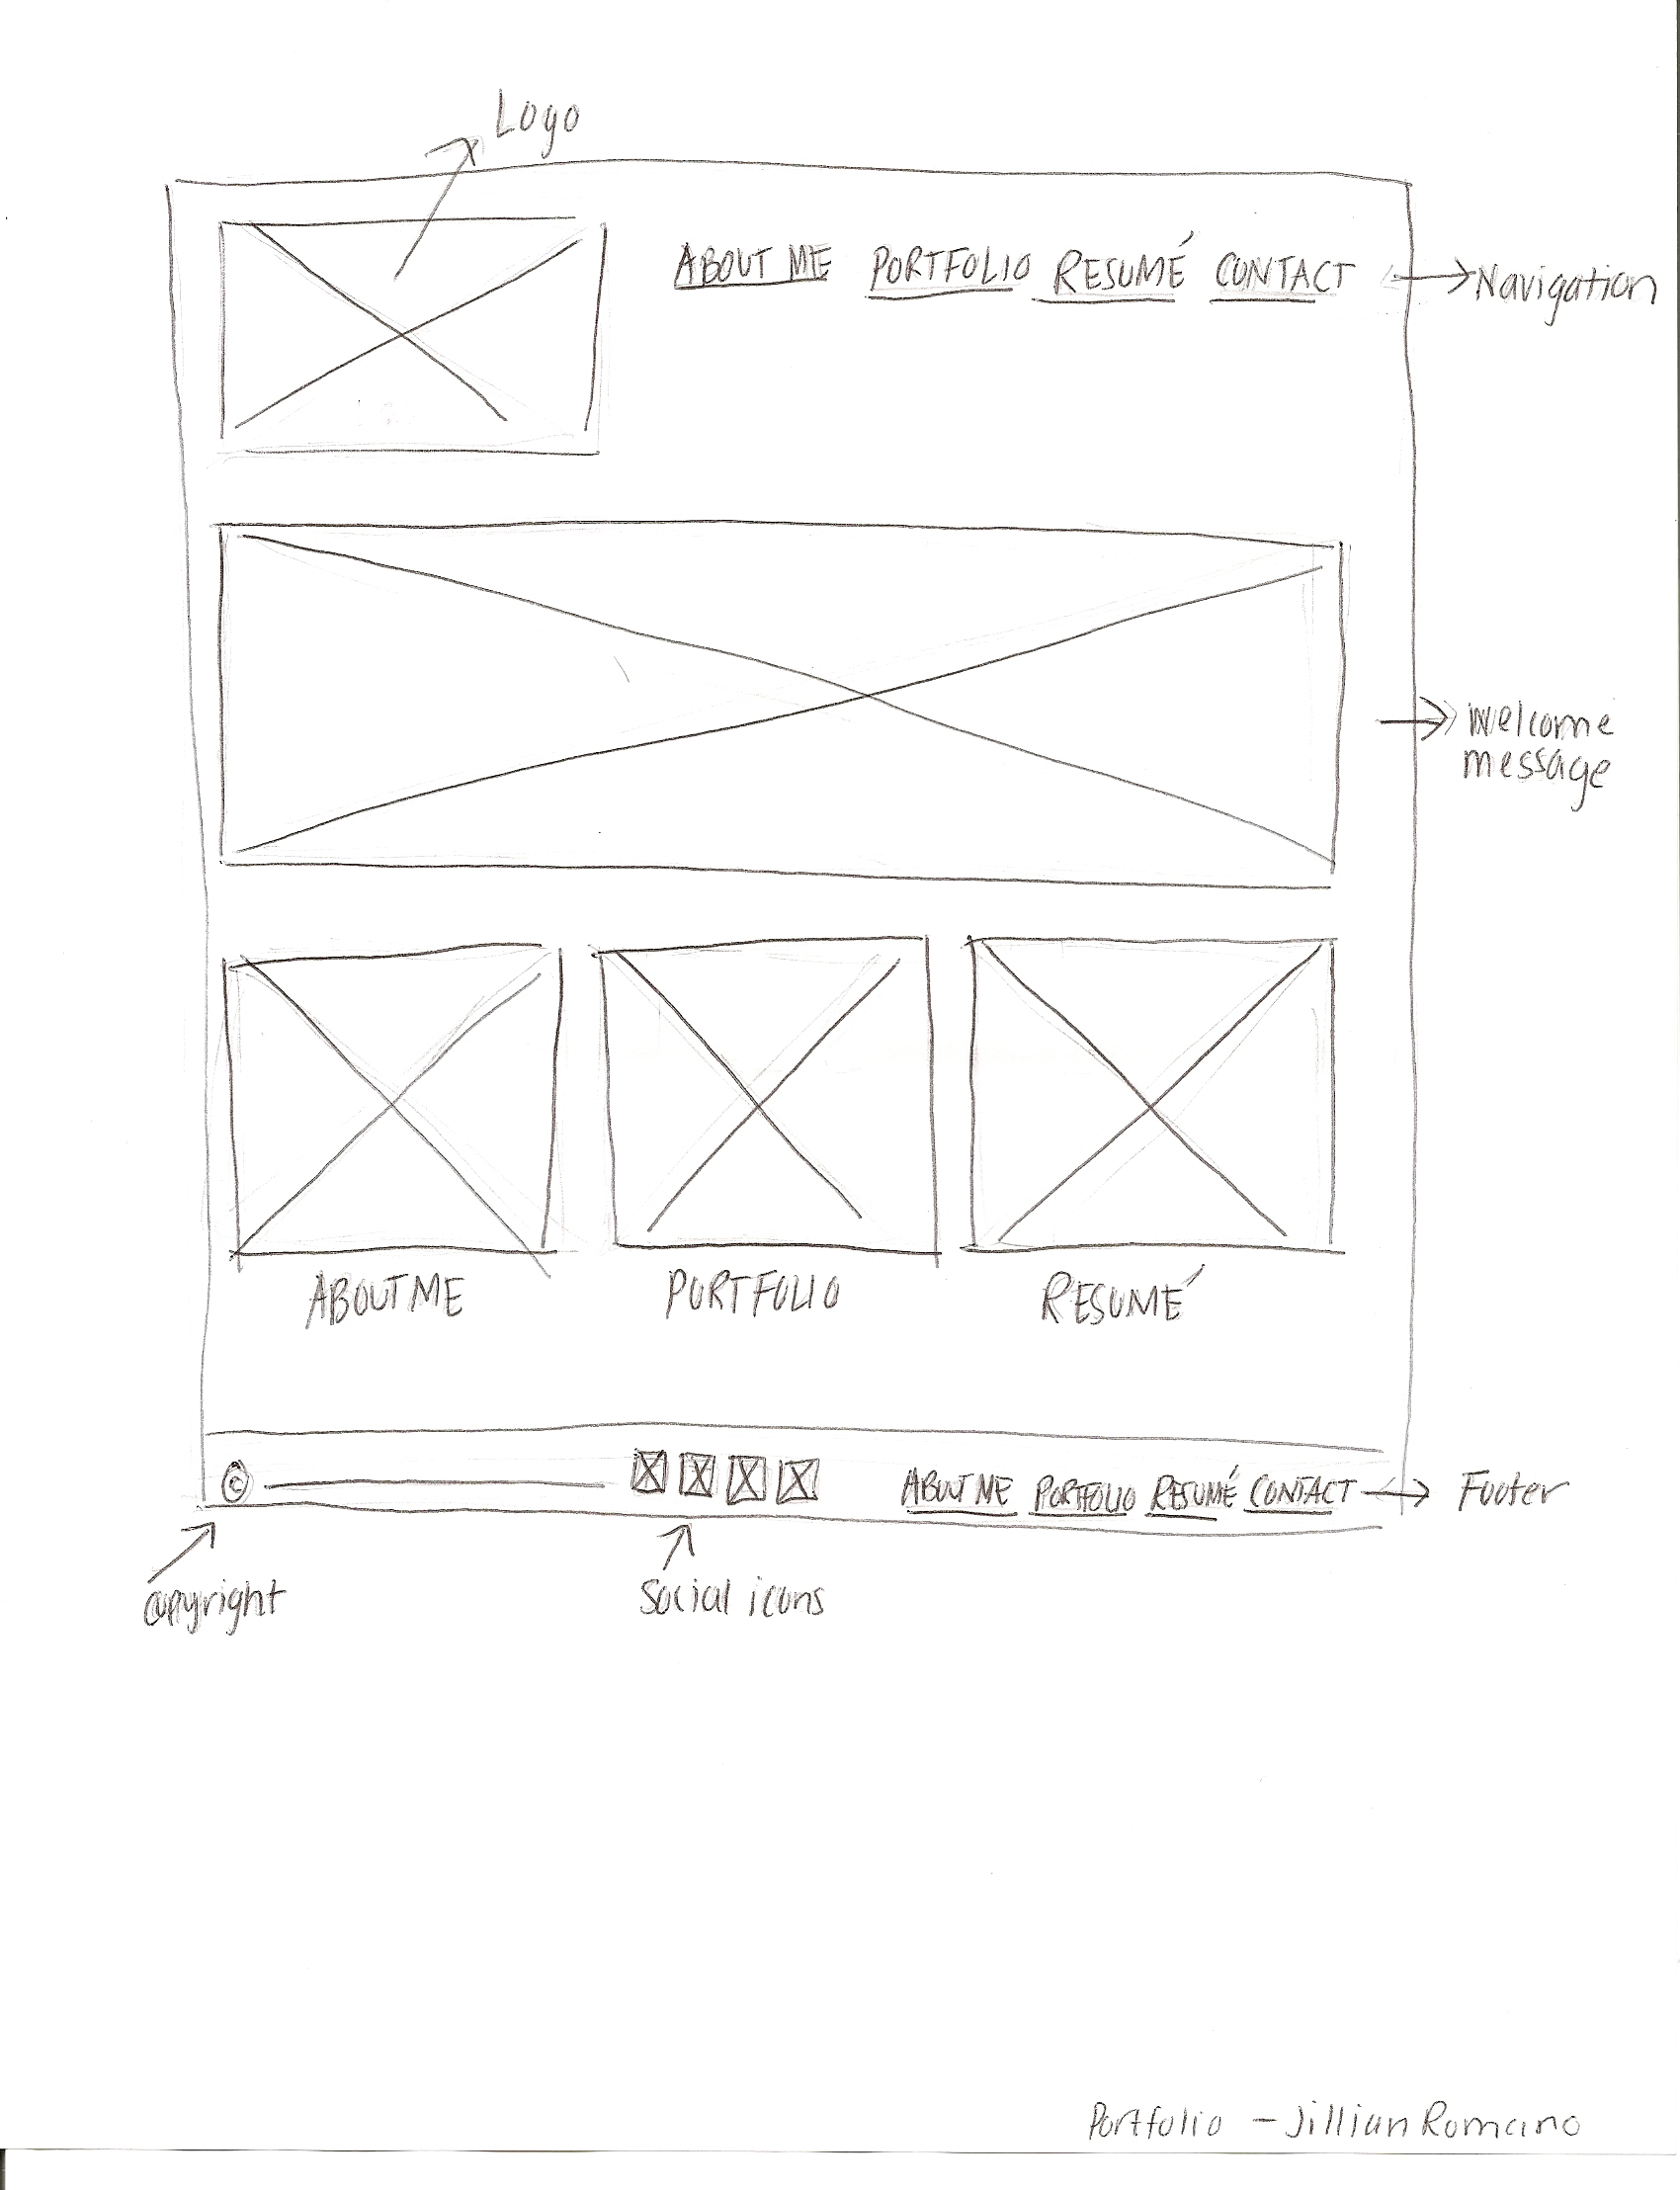 Logo
ABOUT ME PORTFOLIO RESUMÉ CONTACT
Navigation
Welcome
message
ABOUT ME
PORTFOLIO
RESUMÉ
© ABOUT ME PORTFOLIO RESUMÉ CONTACT
Footer
copyright
Social icons
Portfolio - Jillian Romano